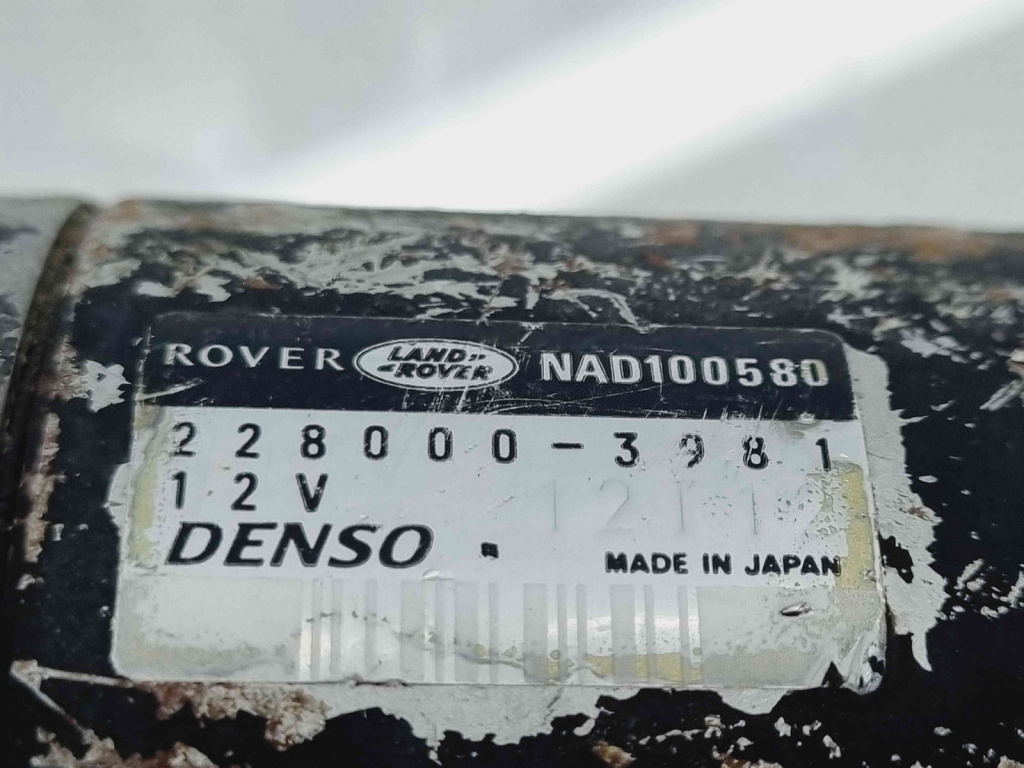 ROVER LAND ROVER NAD100580
228000-3981
12V
DENSO. MADE IN JAPAN